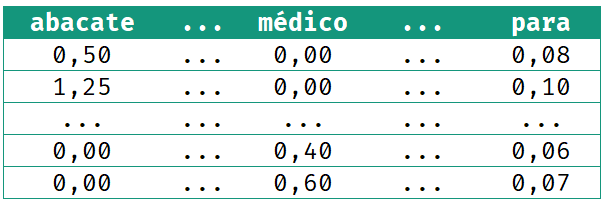 abacate ... médico ... para
0,50 ... 0,00 ... 0,08
1,25 ... 0,00 ... 0,10
... ... ... ... ...
0,00 ... 0,40 ... 0,06
0,00 ... 0,60 ... 0,07